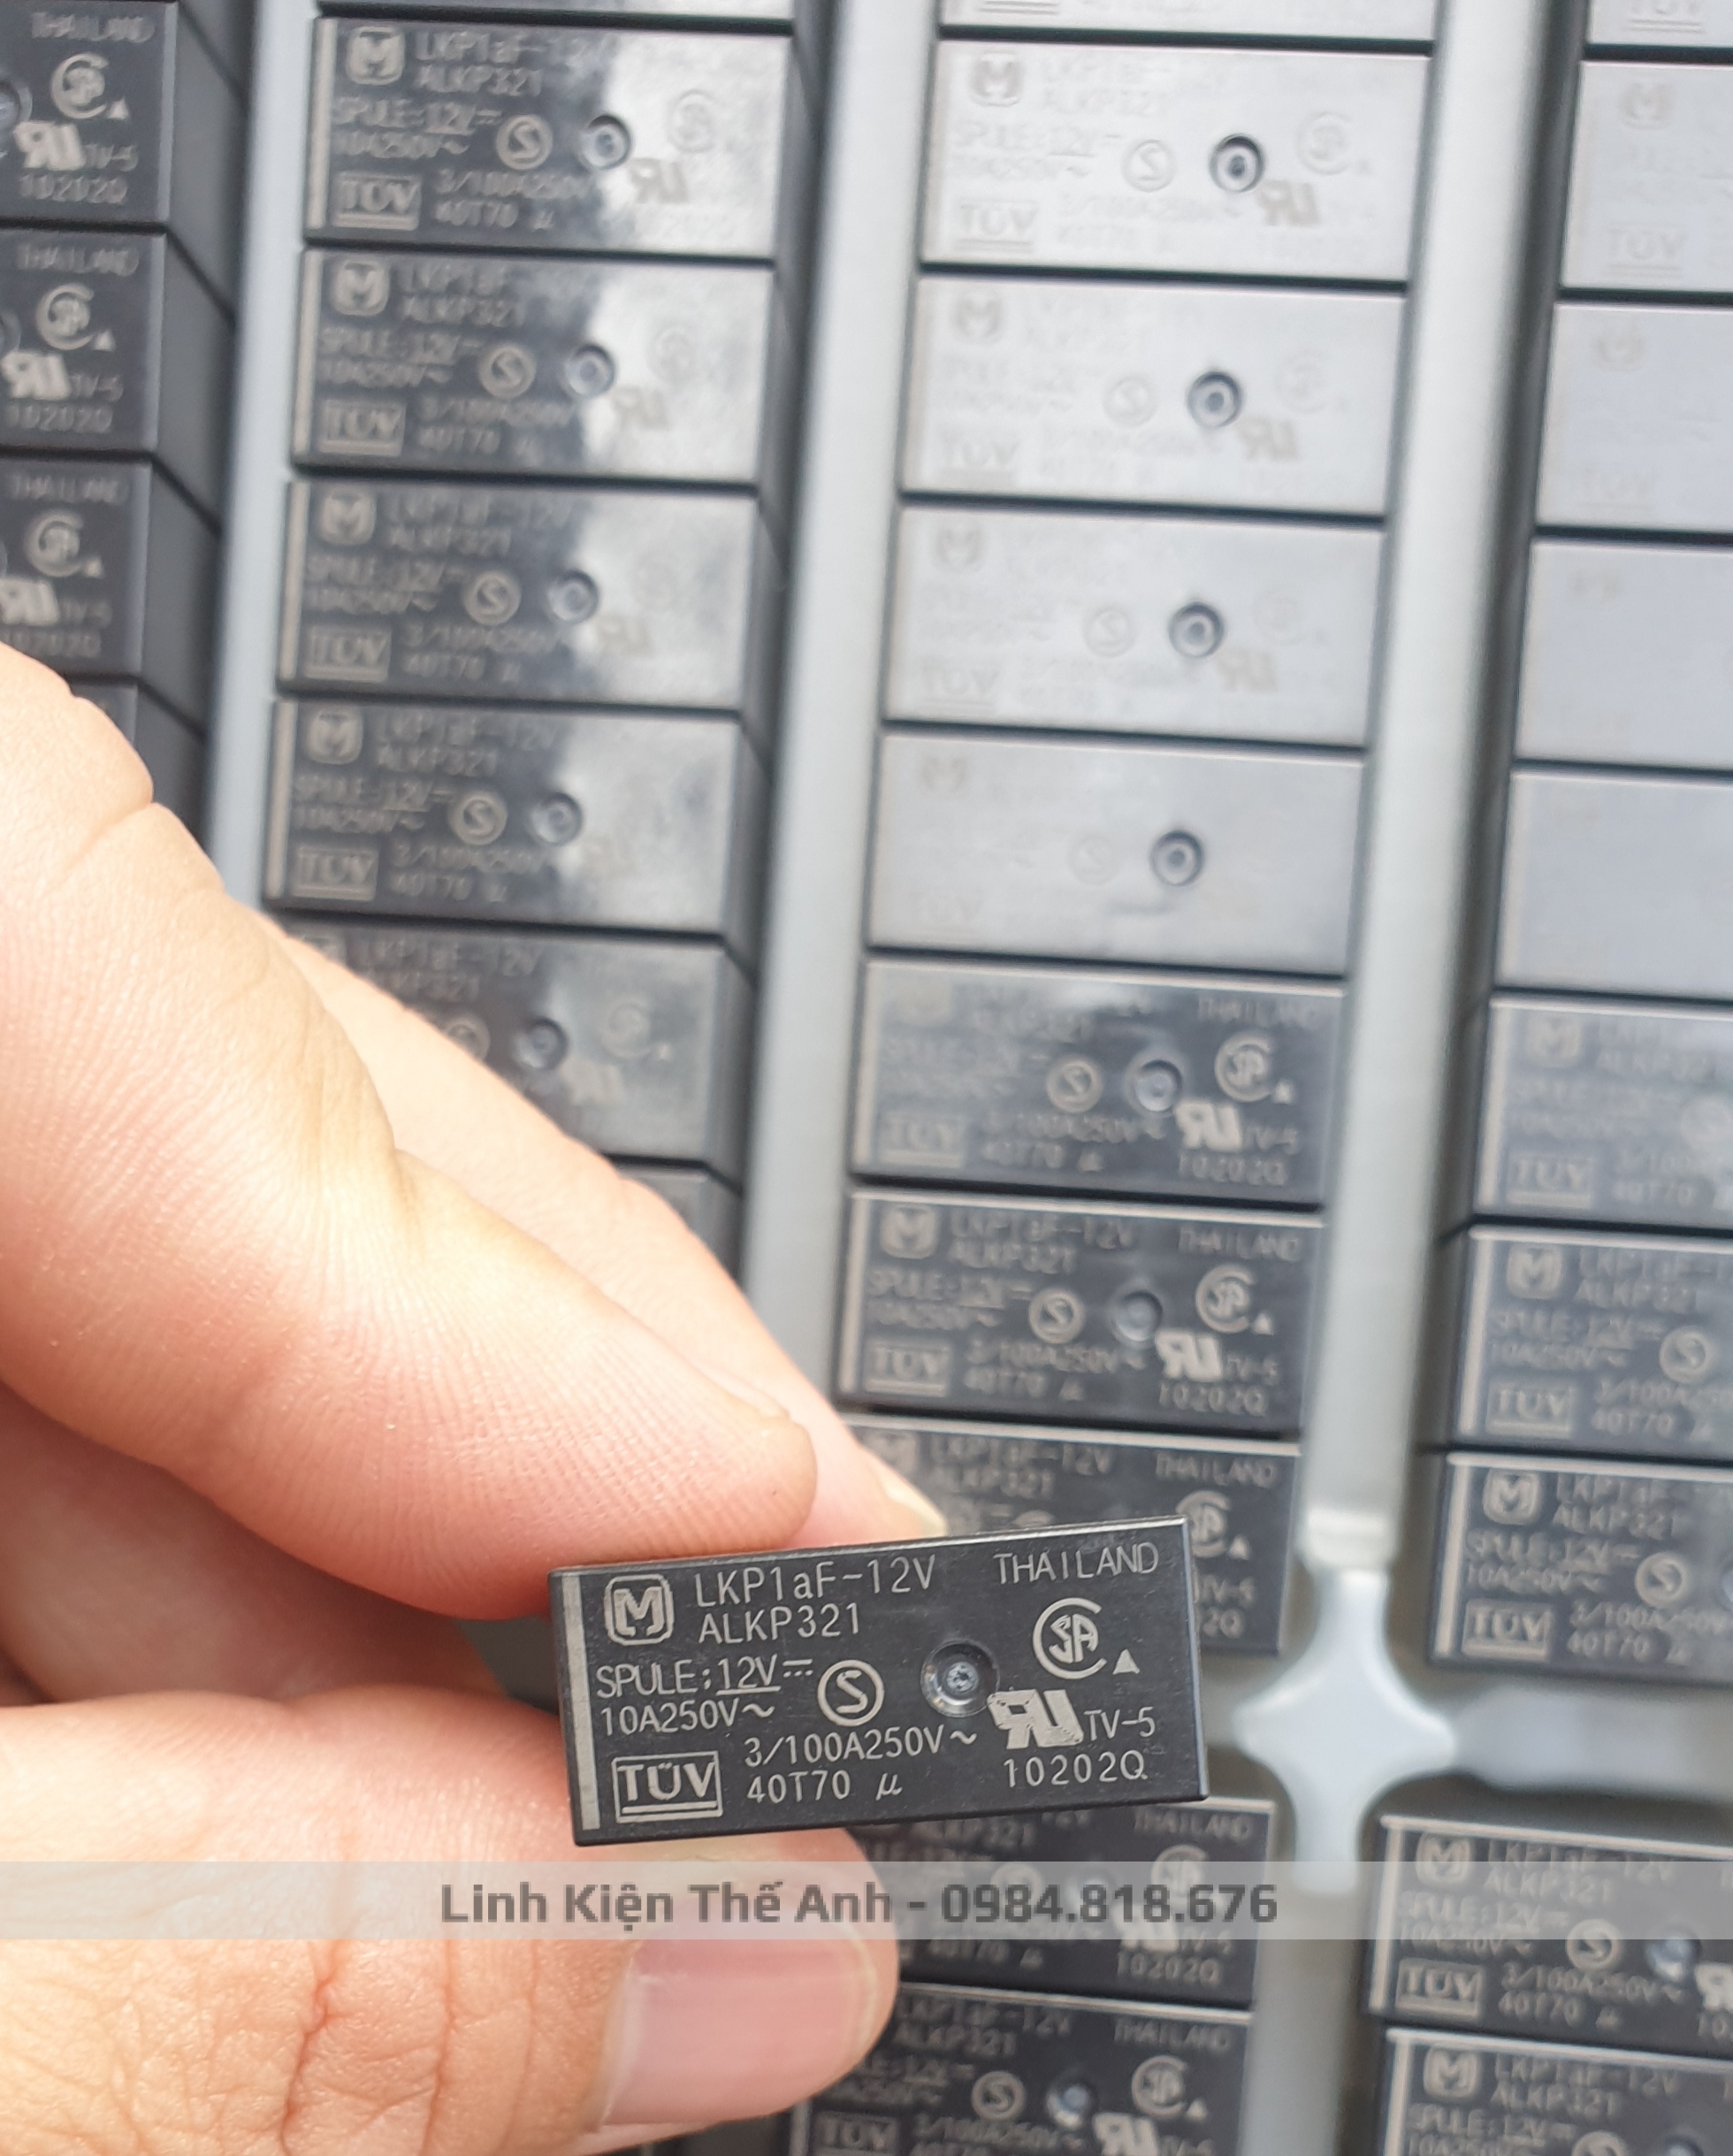 LKP1aF-12V THAILAND
ALKP321
SPULE:12V⎓
10A250V~
3/100A250V~ TV-5
TÜV 40T70 µ 10202Q
Linh Kiện Thế Anh - 0984.818.676